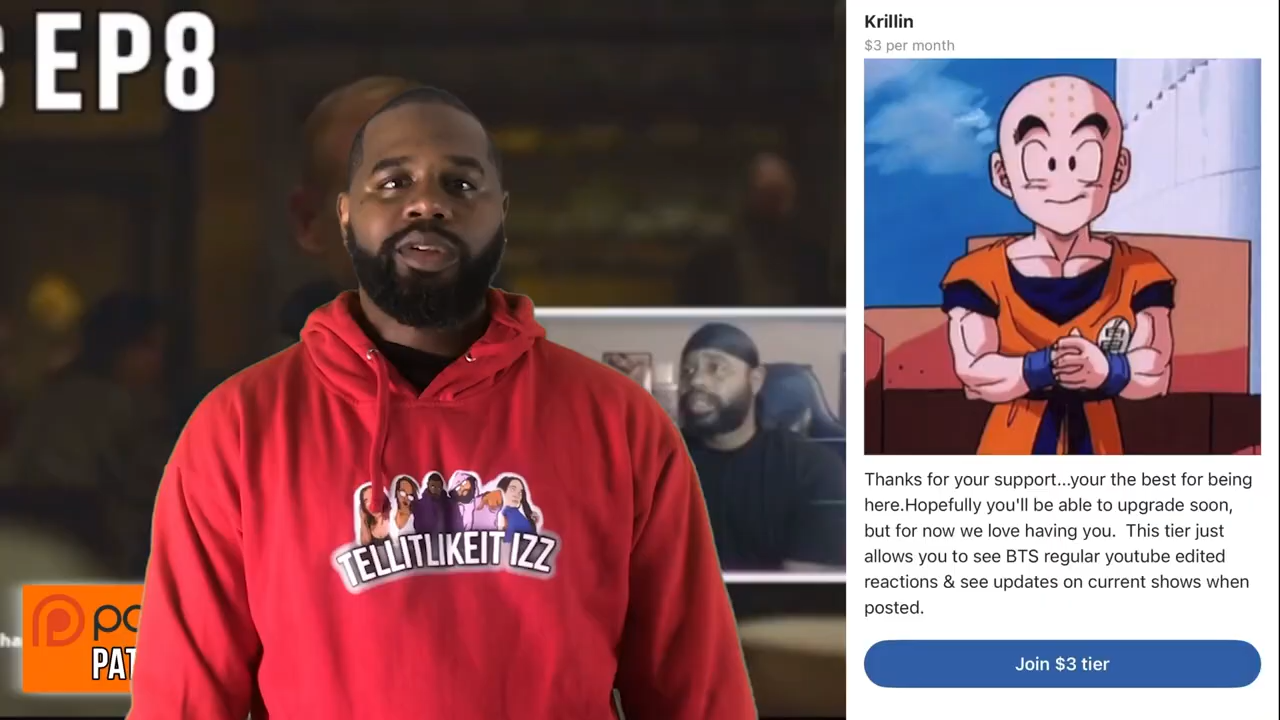 EP8
TELLITLIKEIT IZZ
Krillin
$3 per month
Thanks for your support...your the best for being
here.Hopefully you'll be able to upgrade soon,
but for now we love having you.  This tier just
allows you to see BTS regular youtube edited
reactions & see updates on current shows when
posted.
Join $3 tier